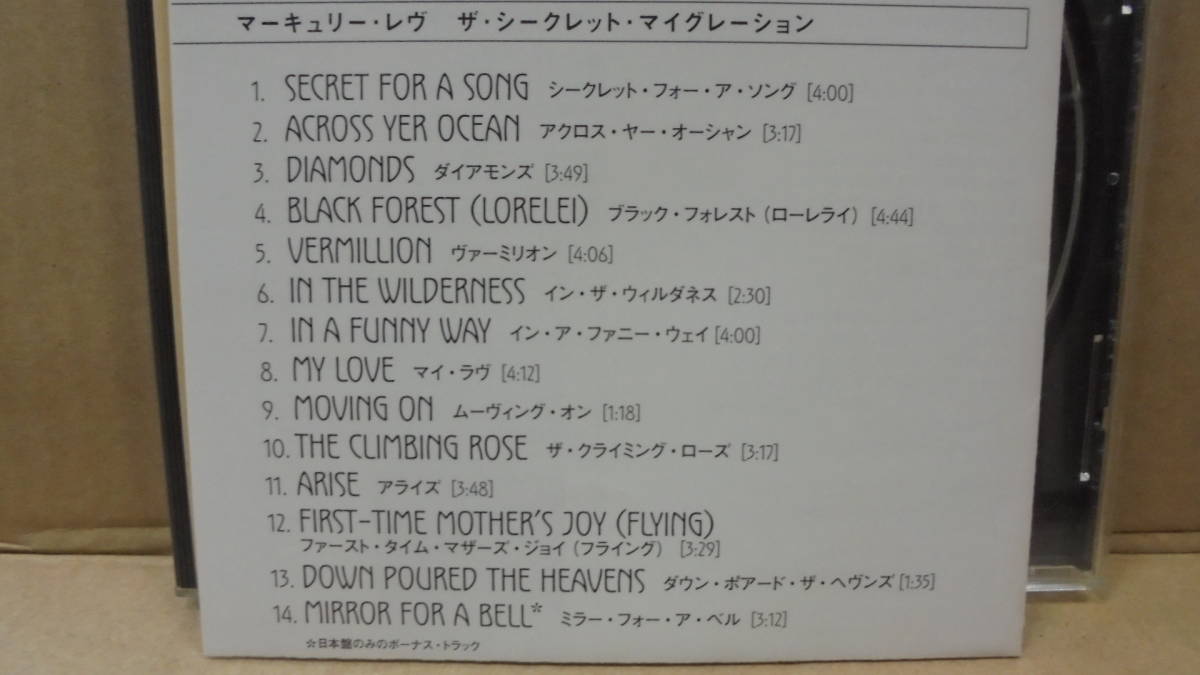 マーキュリー・レヴ ザ・シークレット・マイグレーション
1. SECRET FOR A SONG シークレット・フォー・ア・ソング [4:00]
2. ACROSS YER OCEAN アクロス・ヤー・オーシャン [3:17]
3. DIAMONDS ダイアモンズ [3:49]
4. BLACK FOREST (LORELEI) ブラック・フォレスト (ローレライ) [4:44]
5. VERMILLION ヴァーミリオン [4:06]
6. IN THE WILDERNESS イン・ザ・ウィルダネス [2:30]
7. IN A FUNNY WAY イン・ア・ファニー・ウェイ [4:00]
8. MY LOVE マイ・ラヴ [4:12]
9. MOVING ON ムーヴィング・オン [1:18]
10. THE CLIMBING ROSE ザ・クライミング・ローズ [3:17]
11. ARISE アライズ [3:48]
12. FIRST-TIME MOTHER'S JOY (FLYING)
ファースト・タイム・マザーズ・ジョイ (フライング) [3:29]
13. DOWN POURED THE HEAVENS ダウン・ポアード・ザ・ヘヴンズ [1:35]
14. MIRROR FOR A BELL* ミラー・フォー・ア・ベル [3:12]
☆日本盤のみのボーナス・トラック